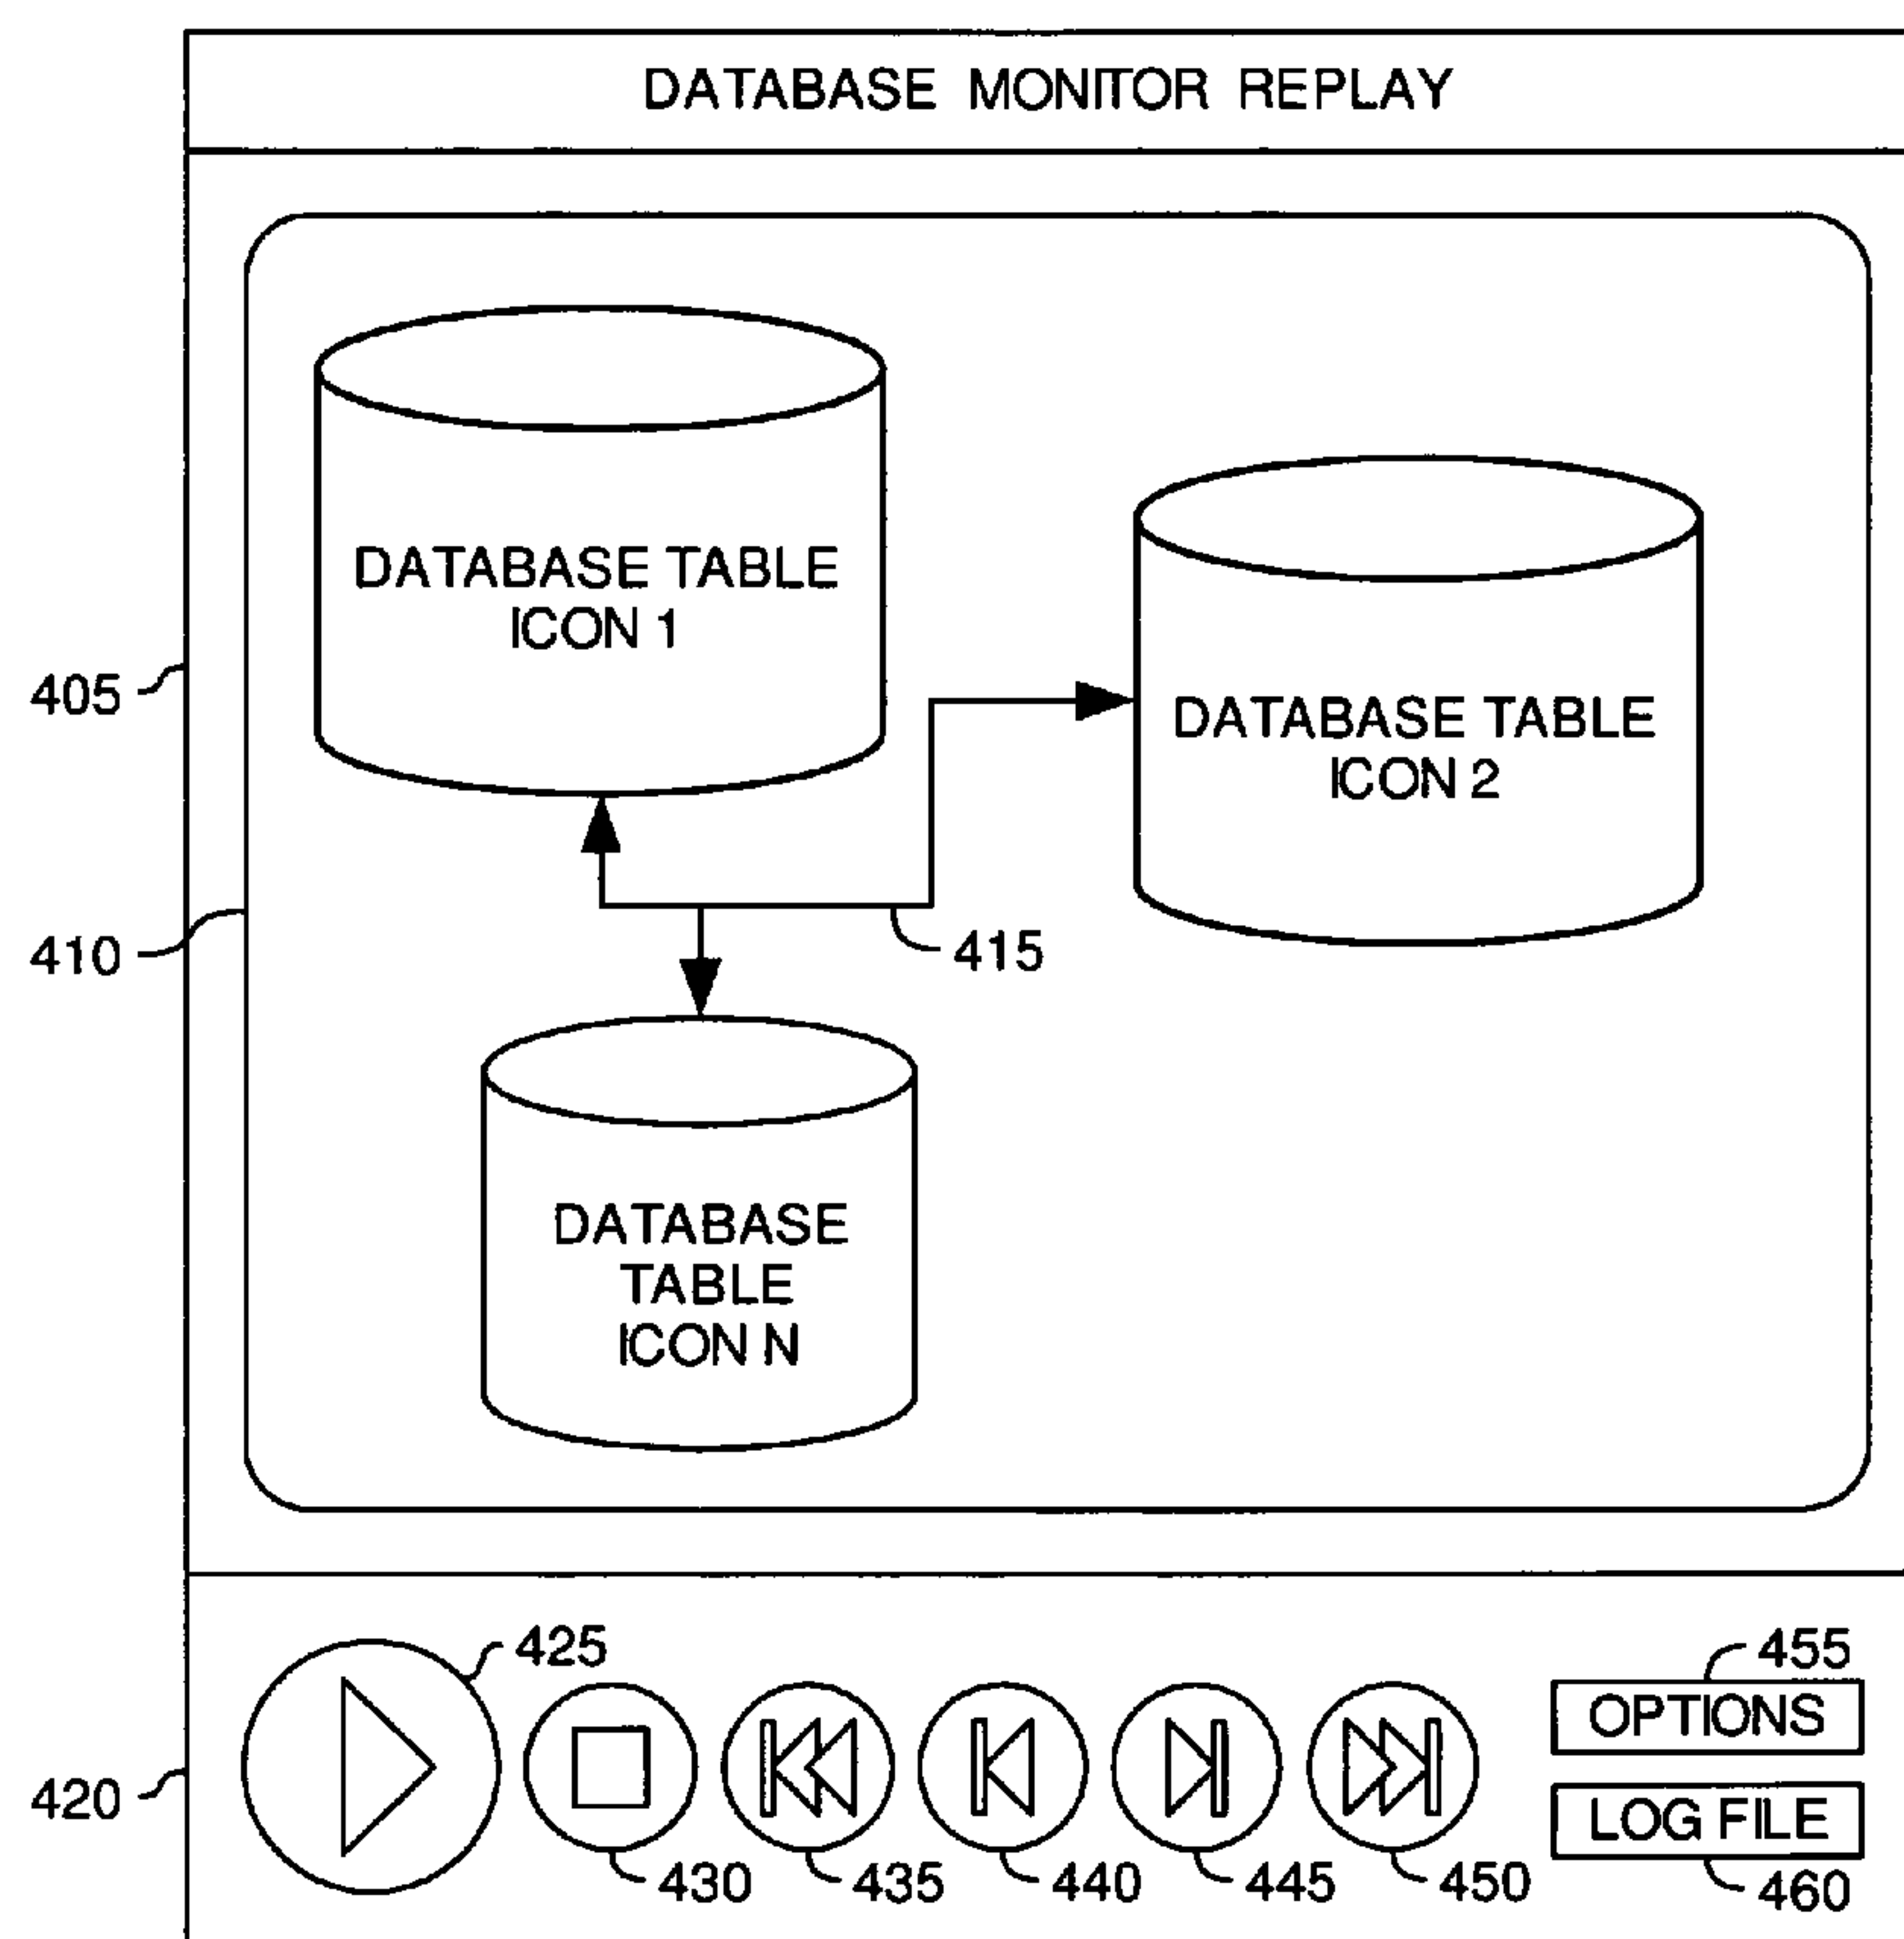 DATABASE MONITOR REPLAY
DATABASE TABLE
ICON 1
405
DATABASE TABLE
ICON 2
410
415
DATABASE
TABLE
ICON N
425
455
OPTIONS
420
LOG FILE
430
435
440
445
450
460